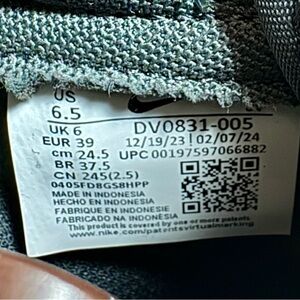 US
6.5
UK 6
EUR 39
cm 24.5
BR 37.5
CN 245(2.5)
DV0831-005
12/19/23 | 02/07/24
UPC 00197597066882
0405FD8GS8HPP
MADE IN INDONESIA
HECHO EN INDONESIA
FABRIQUE EN INDONESIE
FABRICADO NA INDONÉSIA
This product is covered by one or more patents.
www.nike.com/patentsvirtualmarking